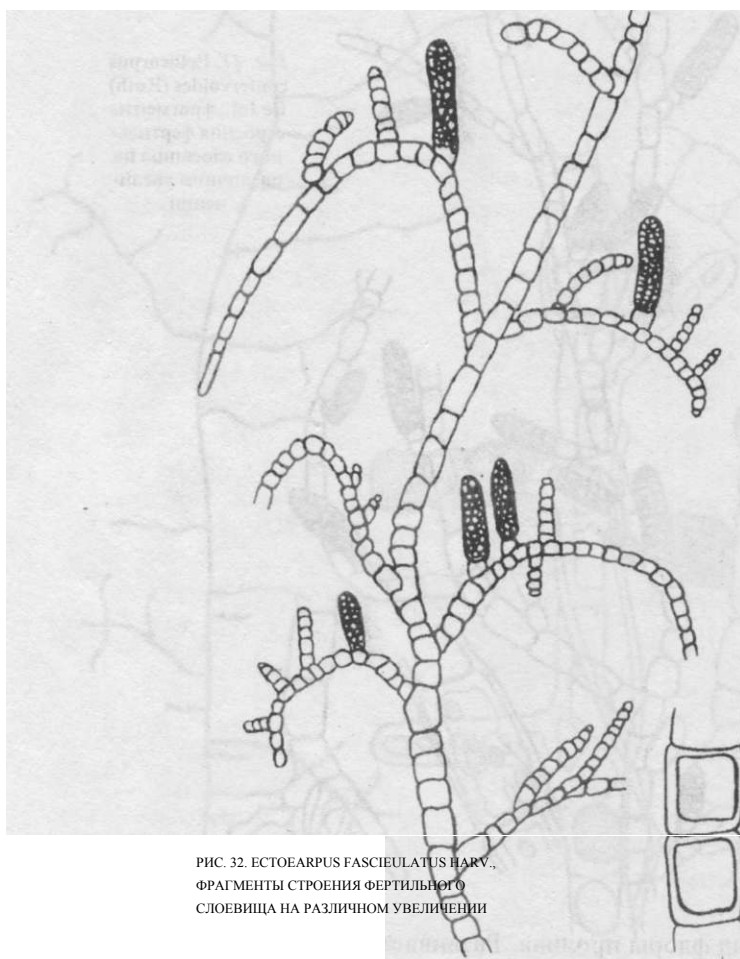 РИС. 32. ECTOEARPUS FASCIEULATUS HARV.,
ФРАГМЕНТЫ СТРОЕНИЯ ФЕРТИЛЬНОГО
СЛОЕВИЩА НА РАЗЛИЧНОМ УВЕЛИЧЕНИИ